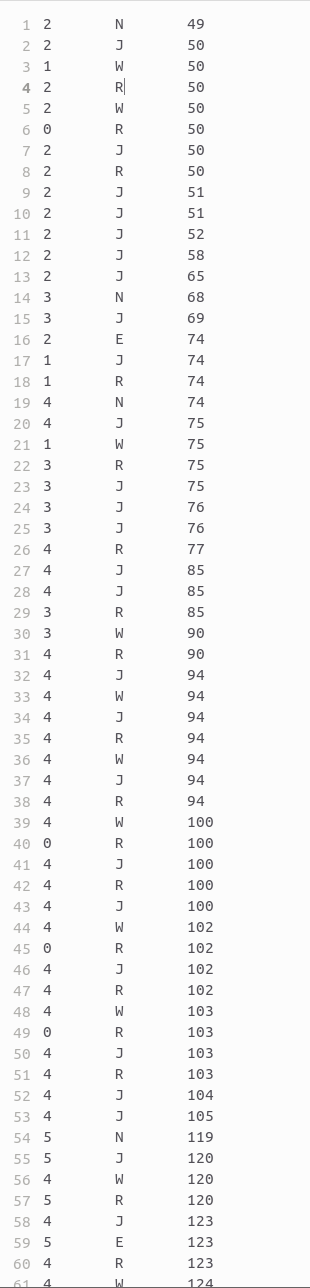 1 2 N 49
2 2 J 50
3 1 W 50
4 2 R 50
5 2 W 50
6 0 R 50
7 2 J 50
8 2 R 50
9 2 J 51
10 2 J 51
11 2 J 52
12 2 J 58
13 2 J 65
14 3 N 68
15 3 J 69
16 2 E 74
17 1 J 74
18 1 R 74
19 4 N 74
20 4 J 75
21 1 W 75
22 3 R 75
23 3 J 75
24 3 J 76
25 3 J 76
26 4 R 77
27 4 J 85
28 4 J 85
29 3 R 85
30 3 W 90
31 4 R 90
32 4 J 94
33 4 W 94
34 4 J 94
35 4 R 94
36 4 W 94
37 4 J 94
38 4 R 94
39 4 W 100
40 0 R 100
41 4 J 100
42 4 R 100
43 4 J 100
44 4 W 102
45 0 R 102
46 4 J 102
47 4 R 102
48 4 W 103
49 0 R 103
50 4 J 103
51 4 R 103
52 4 J 104
53 4 J 105
54 5 N 119
55 5 J 120
56 4 W 120
57 5 R 120
58 4 J 123
59 5 E 123
60 4 R 123
61 4 W 124